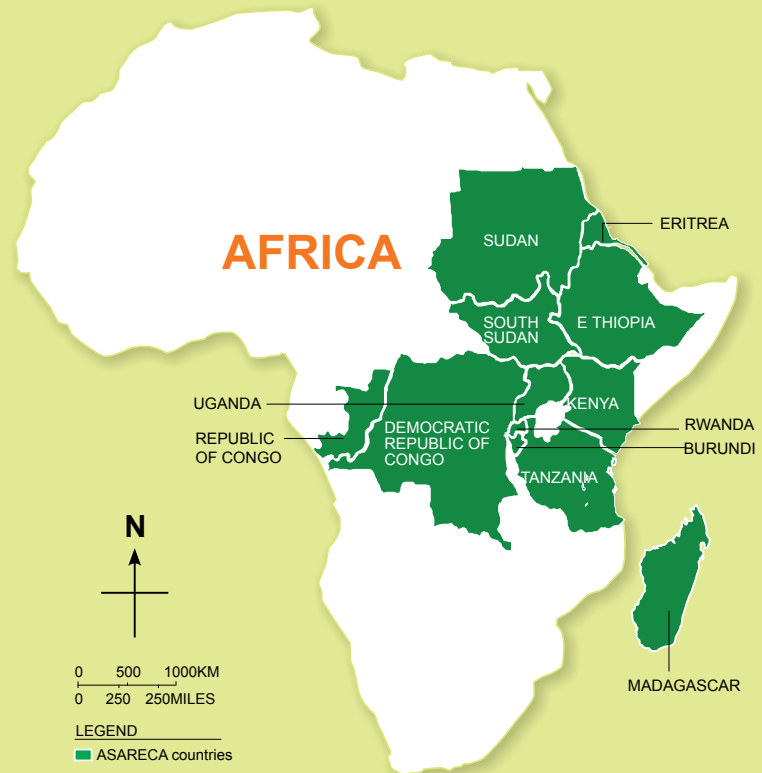 ERITREA
SUDAN
AFRICA
SOUTH
SUDAN
E THIOPIA
UGANDA
KENYA
DEMOCRATIC
REPUBLIC OF
CONGO
RWANDA
REPUBLIC
OF CONGO
BURUNDI
TANZANIA
N
0 500 1000KM
0 250 250MILES
MADAGASCAR
LEGEND
ASARECA countries